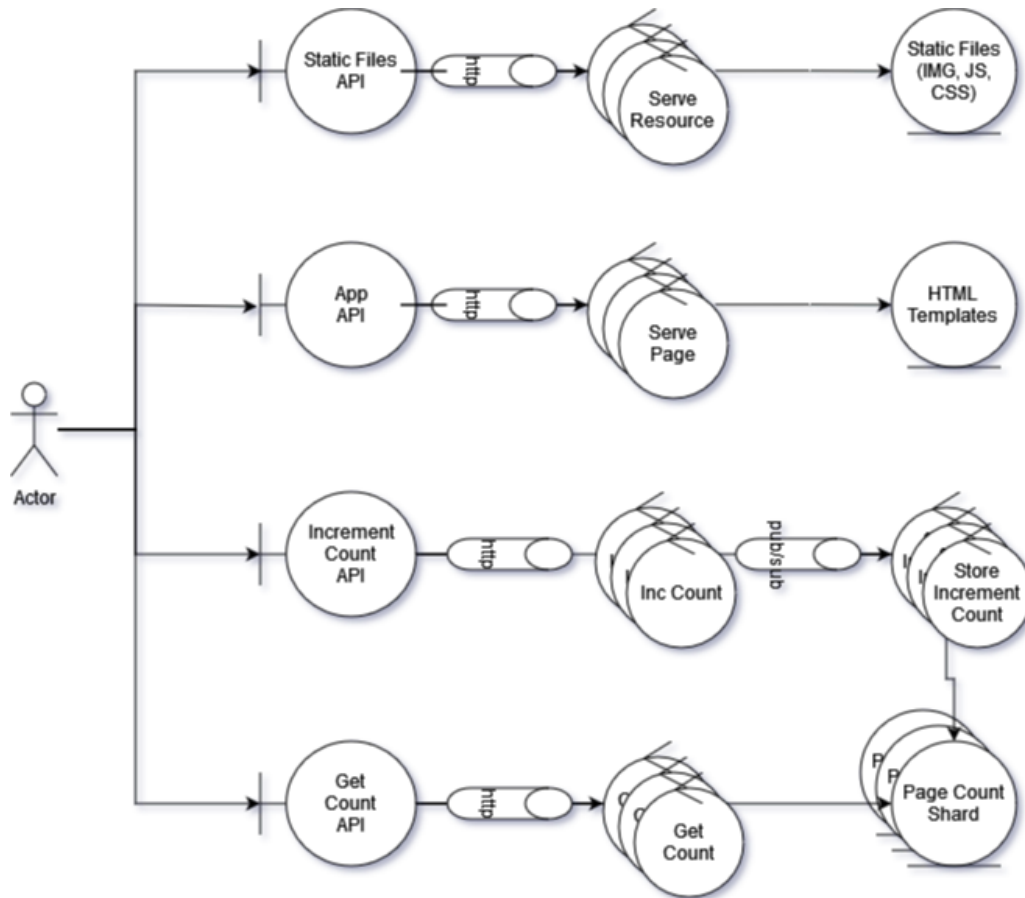 Static Files
API
http
Serve
Resource
Static Files
(IMG, JS,
CSS)
App
API
http
Serve
Page
HTML
Templates
Actor
Increment
Count
API
http
Inc Count
pub/sub
Store
Increment
Count
Get
Count
API
http
Get
Count
Page Count
Shard